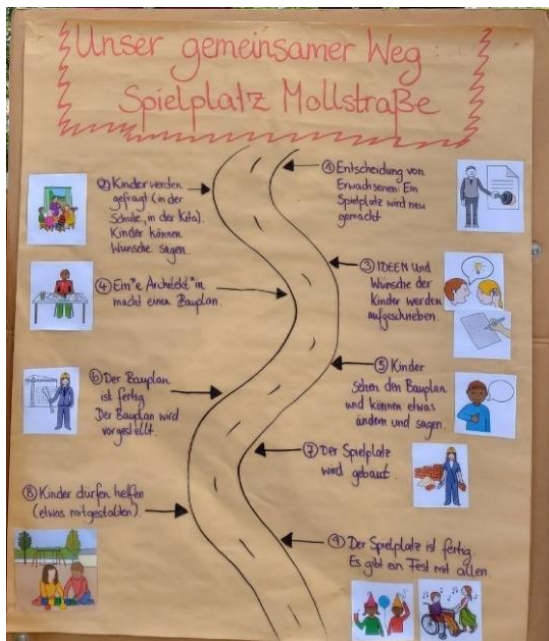 Unser gemeinsamer Weg
Spielplatz Mollstraße
① Entscheidung von
Erwachsenen: Ein
Spielplatz wird neu
gemacht
② Kinder werden
gefragt (in der
Schule, in der Kita).
Kinder können
Wünsche sagen.
③ IDEEN und
Wünsche der
Kinder werden
aufgeschrieben.
④ Ein*e Architekt*in
macht einen Bauplan.
⑤ Kinder
sehen den Bauplan
und können etwas
ändern und sagen.
⑥ Der Bauplan
ist fertig
Der Bauplan wird
vorgestellt.
⑦ Der Spielplatz
wird gebaut.
⑧ Kinder dürfen helfen
(etwas mitgestalten).
⑨ Der Spielplatz ist fertig.
Es gibt ein Fest mit allen.